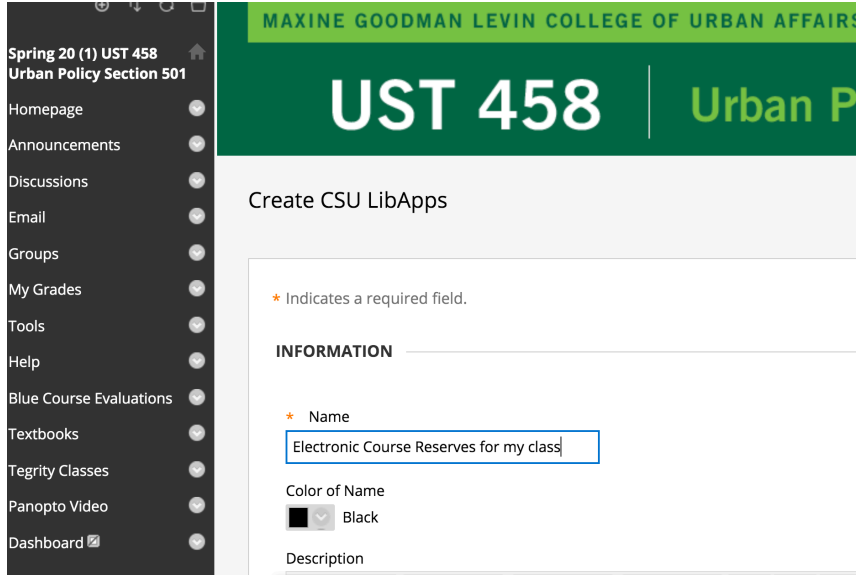 Spring 20 (1) UST 458
Urban Policy Section 501
Homepage
Announcements
Discussions
Email
Groups
My Grades
Tools
Help
Blue Course Evaluations
Textbooks
Tegrity Classes
Panopto Video
Dashboard
MAXINE GOODMAN LEVIN COLLEGE OF URBAN AFFAIRS
UST 458
Urban P
Create CSU LibApps
* Indicates a required field.
INFORMATION
* Name
Electronic Course Reserves for my class
Color of Name
Black
Description